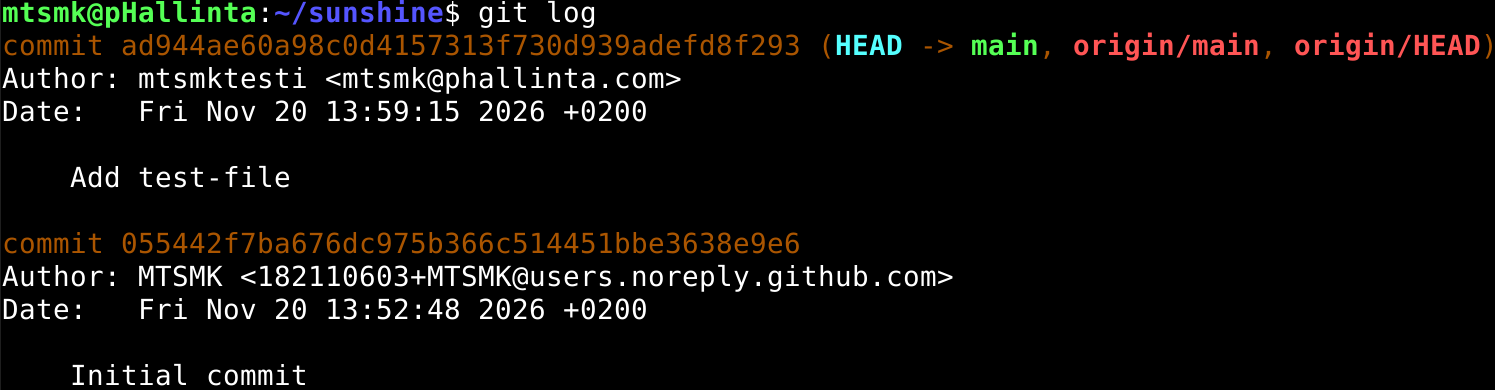 mtsmk@pHallinta:~/sunshine$ git log
commit ad944ae60a98c0d4157313f730d939adefd8f293 (HEAD -> main, origin/main, origin/HEAD)
Author: mtsmktesti <mtsmk@phallinta.com>
Date:   Fri Nov 20 13:59:15 2026 +0200
    Add test-file
commit 055442f7ba676dc975b366c514451bbe3638e9e6
Author: MTSMK <182110603+MTSMK@users.noreply.github.com>
Date:   Fri Nov 20 13:52:48 2026 +0200
    Initial commit